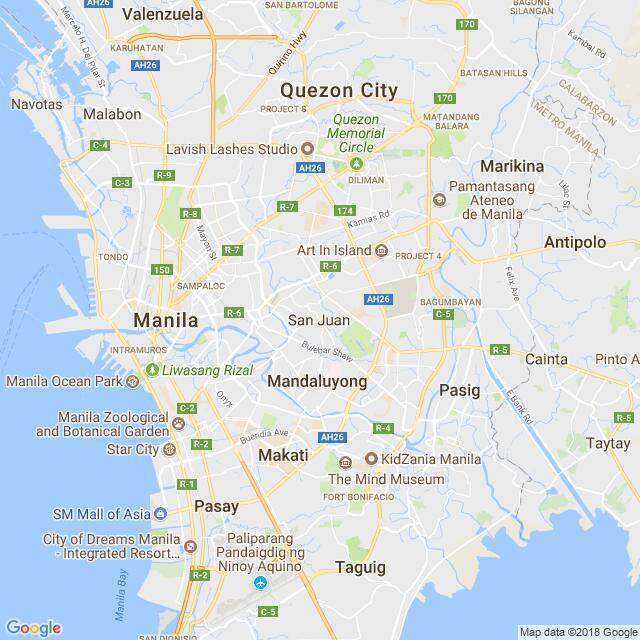 Valenzuela
AH26
Marcelo H. Del Pilar St
KARUHATAN
AH26
Quirino Hwy
170
BAGONG
SILANGAN
Kambal Rd
BATASAN HILLS
CALABARZON
METRO MANILA
Navotas
Malabon
Quezon City
PROJECT 8
170
MATANDANG
BALARA
Quezon
Memorial
Circle
C-4
Lavish Lashes Studio
AH26
DILIMAN
Marikina
R-9
C-3
Pamantasang
Ateneo
de Manila
Lilac St
R-8
R-7
174
Kamias Rd
Mayon St
R-7
Art In Island
PROJECT 4
Antipolo
TONDO
150
R-6
SAMPALOC
Felix Ave
AH26
BAGUMBAYAN
Manila
R-6
San Juan
C-5
INTRAMUROS
Bulebar Shaw
R-5
Cainta
Pinto A
Liwasang Rizal
Manila Ocean Park
Mandaluyong
Pasig
E Bank Rd
Onyx
C-2
Manila Zoological
and Botanical Garden
Star City
R-2
Buendia Ave
AH26
R-4
R-5
Taytay
Makati
KidZania Manila
The Mind Museum
R-1
FORT BONIFACIO
Pasay
SM Mall of Asia
City of Dreams Manila
- Integrated Resort...
Paliparang
Pandaigdig ng
Ninoy Aquino
R-2
Taguig
Manila Bay
C-5
SAN DIONISIO
Google
Map data ©2018 Google